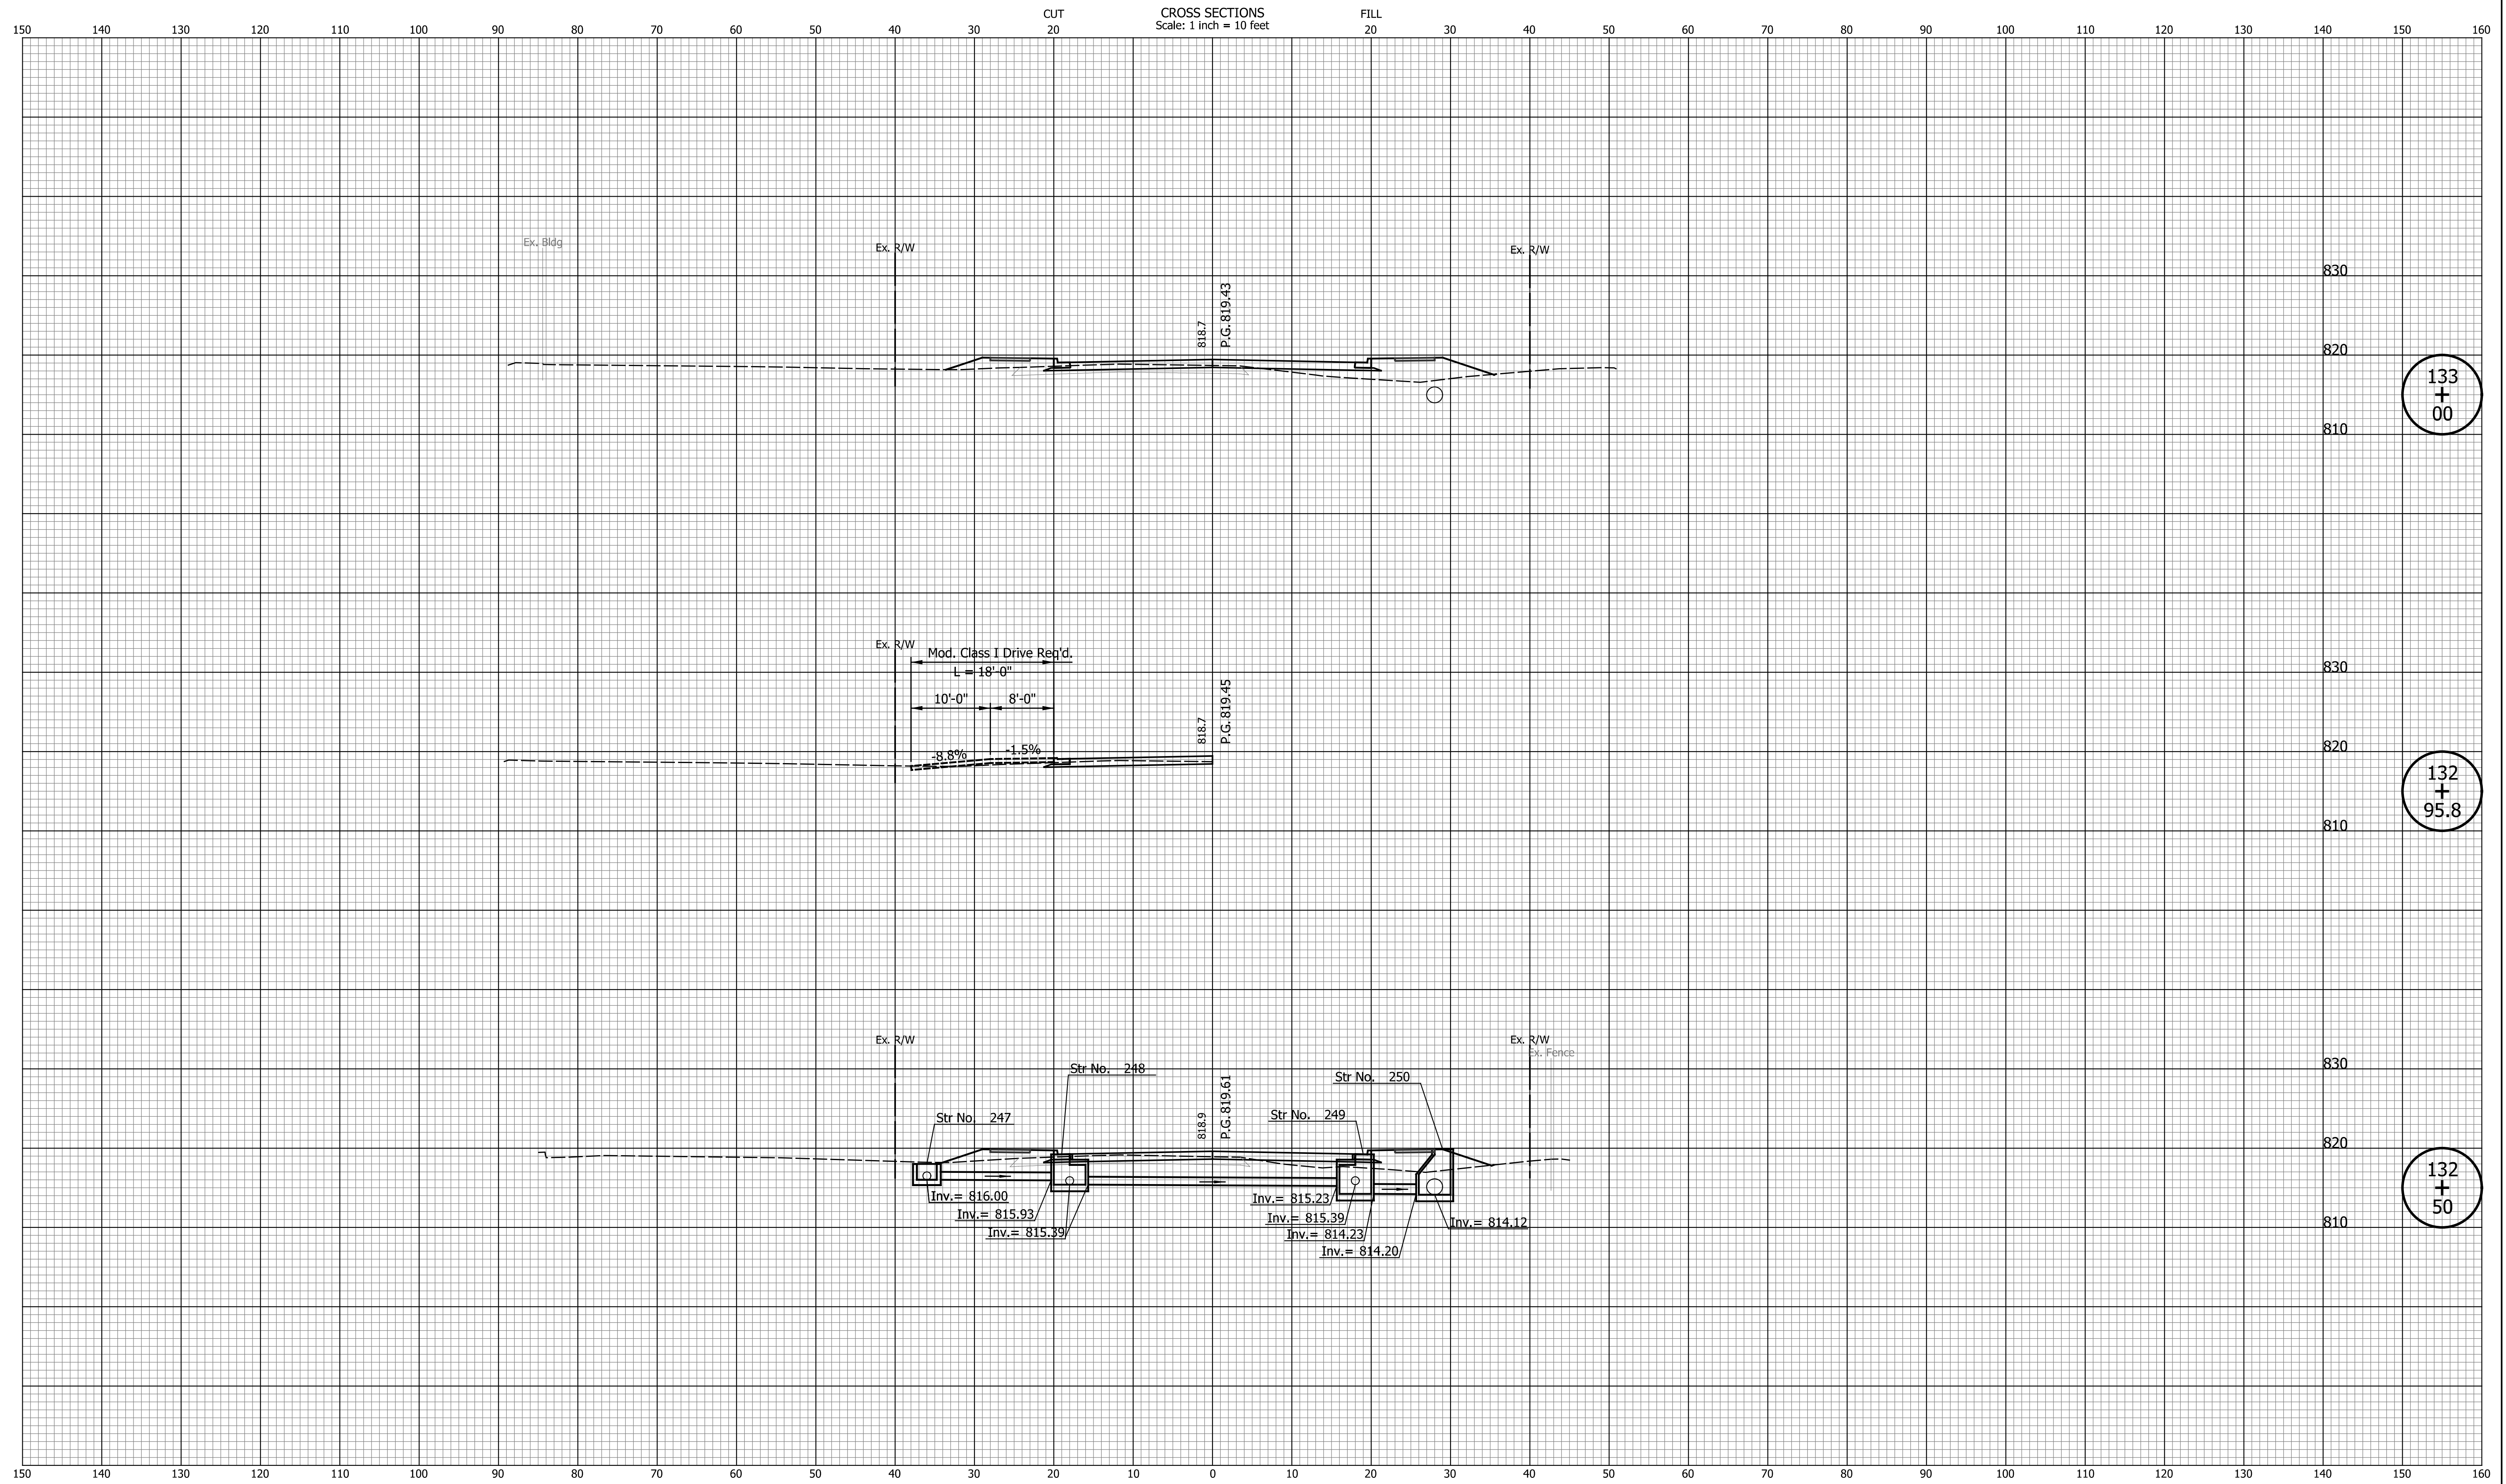 CUT CROSS SECTIONS FILL
Scale: 1 inch = 10 feet
150 140 130 120 110 100 90 80 70 60 50 40 30 20 10 0 10 20 30 40 50 60 70 80 90 100 110 120 130 140 150 160
Ex. Bldg
Ex. R/W
Ex. R/W
818.7
P.G. 819.43
830
820
810
133
+
00
Ex. R/W
Mod. Class I Drive Req'd.
L = 18'-0"
10'-0" 8'-0"
-8.8% -1.5%
818.7
P.G. 819.45
830
820
810
132
+
95.8
Ex. R/W
Ex. R/W
Ex. Fence
Str No. 248
Str No. 250
Str No. 247
Str No. 249
818.9
P.G. 819.61
Inv.= 816.00
Inv.= 815.93
Inv.= 815.39
Inv.= 815.23
Inv.= 815.39
Inv.= 814.23
Inv.= 814.20
Inv.= 814.12
830
820
810
132
+
50
150 140 130 120 110 100 90 80 70 60 50 40 30 20 10 0 10 20 30 40 50 60 70 80 90 100 110 120 130 140 150 160